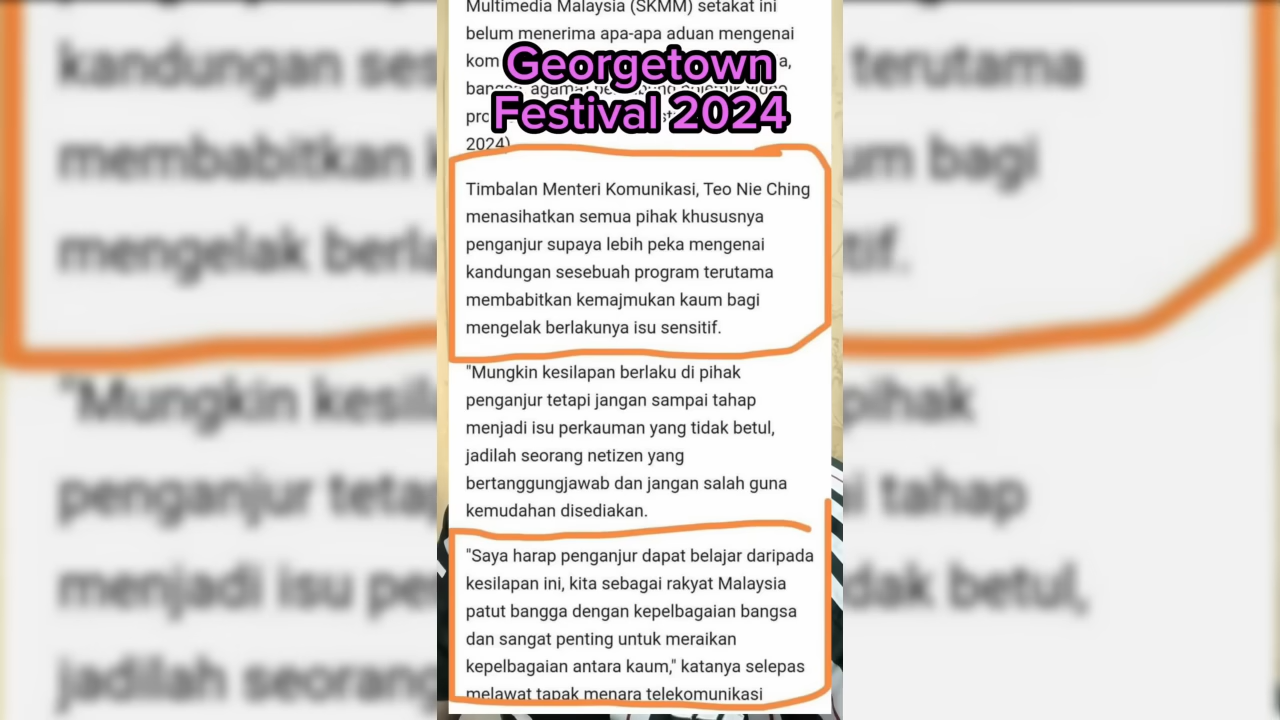 Multimedia Malaysia (SKMM) setakat ini
belum menerima apa-apa aduan mengenai
Georgetown
Festival 2024
2024)
Timbalan Menteri Komunikasi, Teo Nie Ching
menasihatkan semua pihak khususnya
penganjur supaya lebih peka mengenai
kandungan sesebuah program terutama
membabitkan kemajmukan kaum bagi
mengelak berlakunya isu sensitif.
"Mungkin kesilapan berlaku di pihak
penganjur tetapi jangan sampai tahap
menjadi isu perkauman yang tidak betul,
jadilah seorang netizen yang
bertanggungjawab dan jangan salah guna
kemudahan disediakan.
"Saya harap penganjur dapat belajar daripada
kesilapan ini, kita sebagai rakyat Malaysia
patut bangga dengan kepelbagaian bangsa
dan sangat penting untuk meraikan
kepelbagaian antara kaum," katanya selepas
melawat tapak menara telekomunikasi